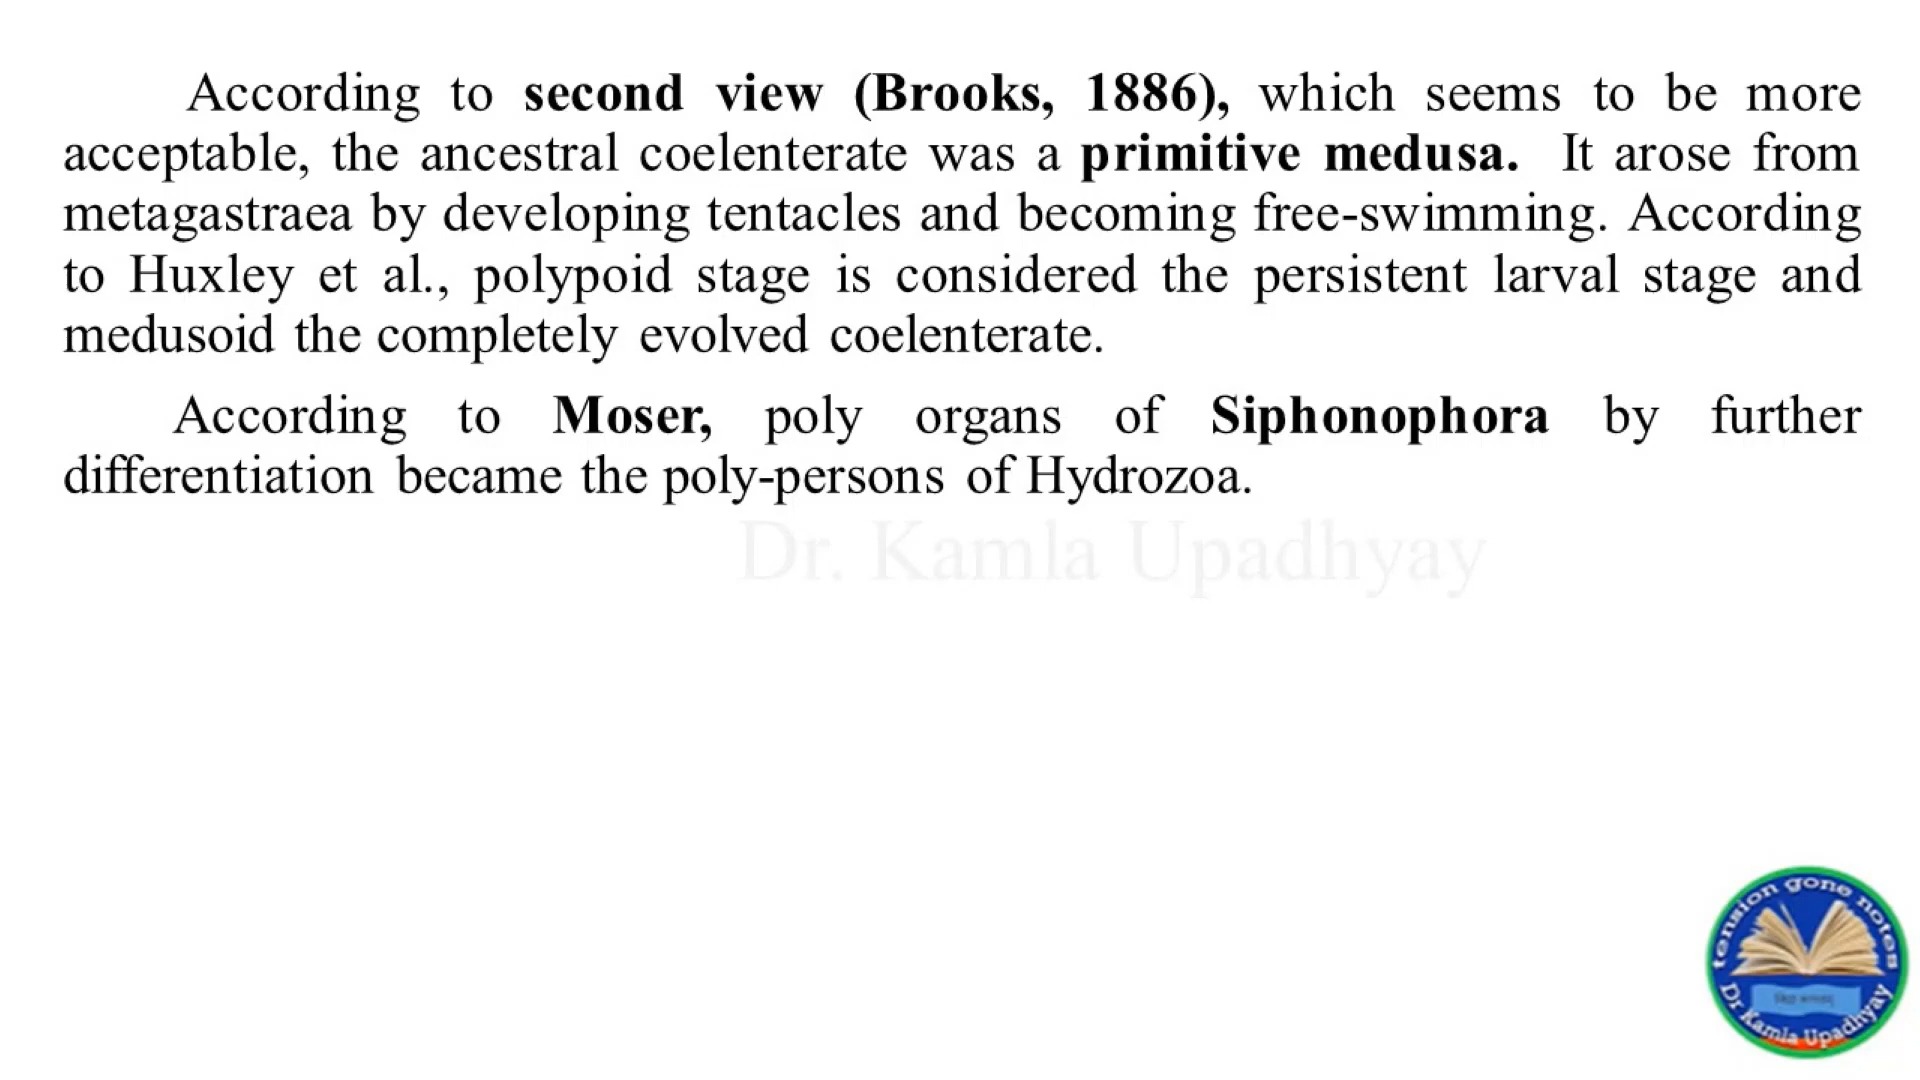 According to second view (Brooks, 1886), which seems to be more
acceptable, the ancestral coelenterate was a primitive medusa. It arose from
metagastraea by developing tentacles and becoming free-swimming. According
to Huxley et al., polypoid stage is considered the persistent larval stage and
medusoid the completely evolved coelenterate.
According to Moser, poly organs of Siphonophora by further
differentiation became the poly-persons of Hydrozoa.
Dr. Kamla Upadhyay
tension gone notes
Dr Kamla Upadhyay